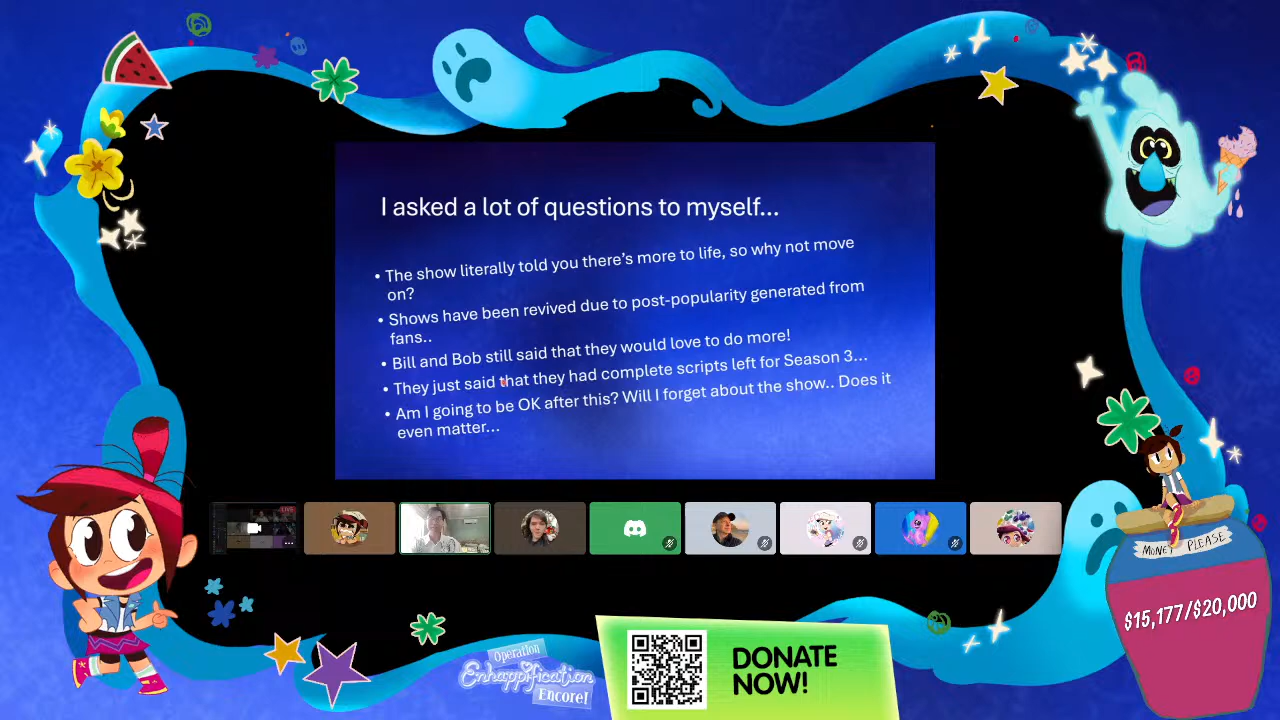 I asked a lot of questions to myself...
• The show literally told you there's more to life, so why not move
on?
• Shows have been revived due to post-popularity generated from
fans..
• Bill and Bob still said that they would love to do more!
• They just said that they had complete scripts left for Season 3...
• Am I going to be OK after this? Will I forget about the show.. Does it
even matter...
LIVE
MONEY PLEASE
$15,177/$20,000
Operation
Enhappification
Encore!
DONATE
NOW!